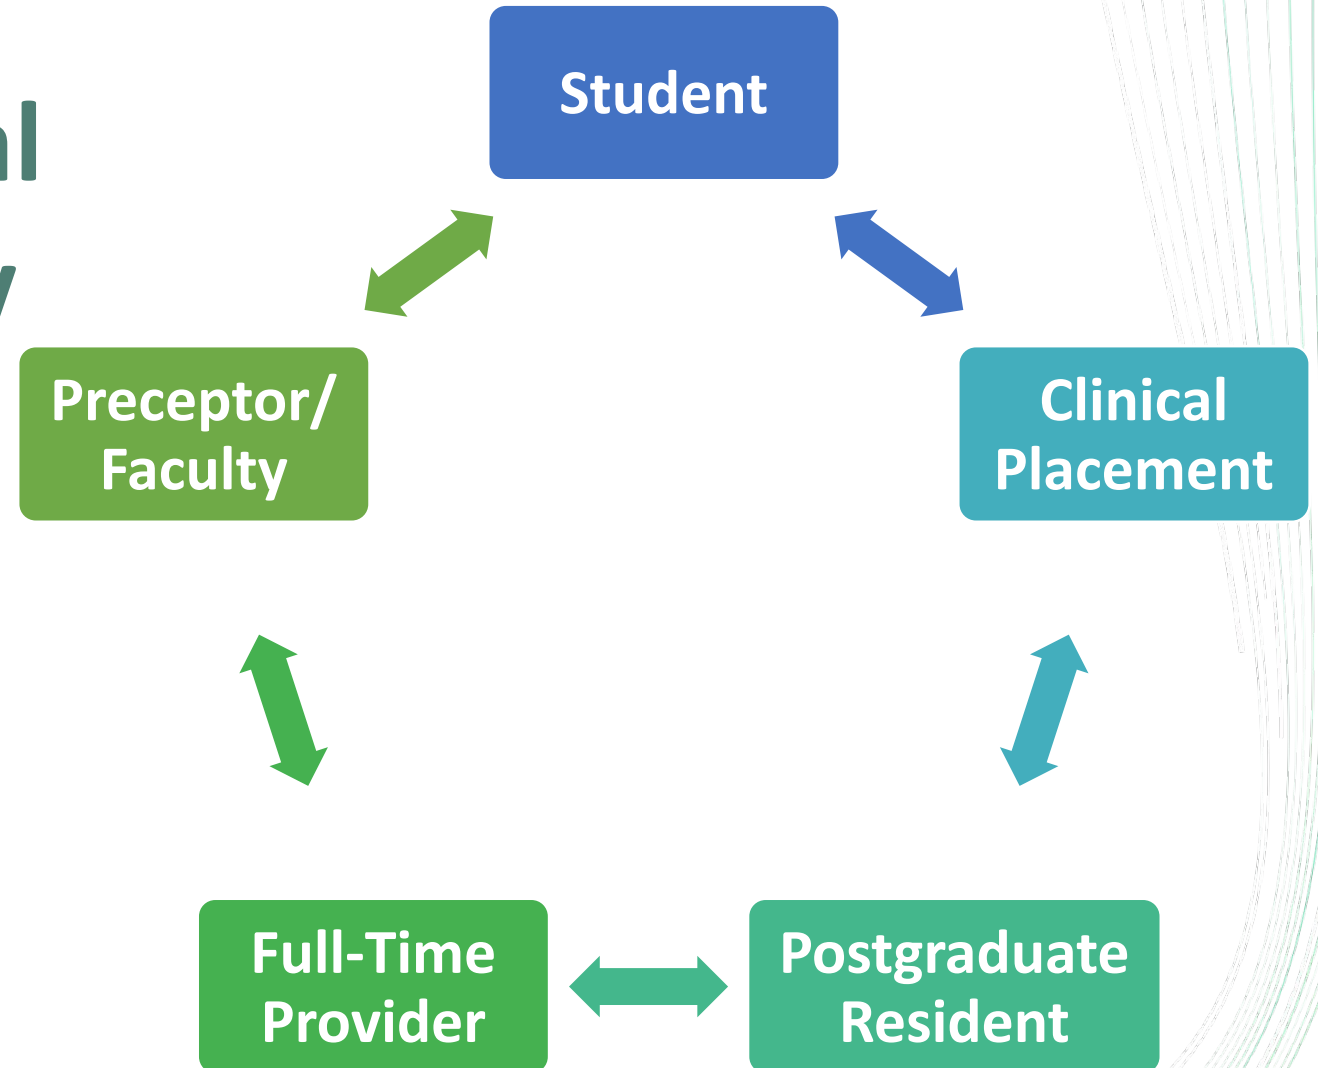 Student
Preceptor/
Faculty
Clinical
Placement
Full-Time
Provider
Postgraduate
Resident